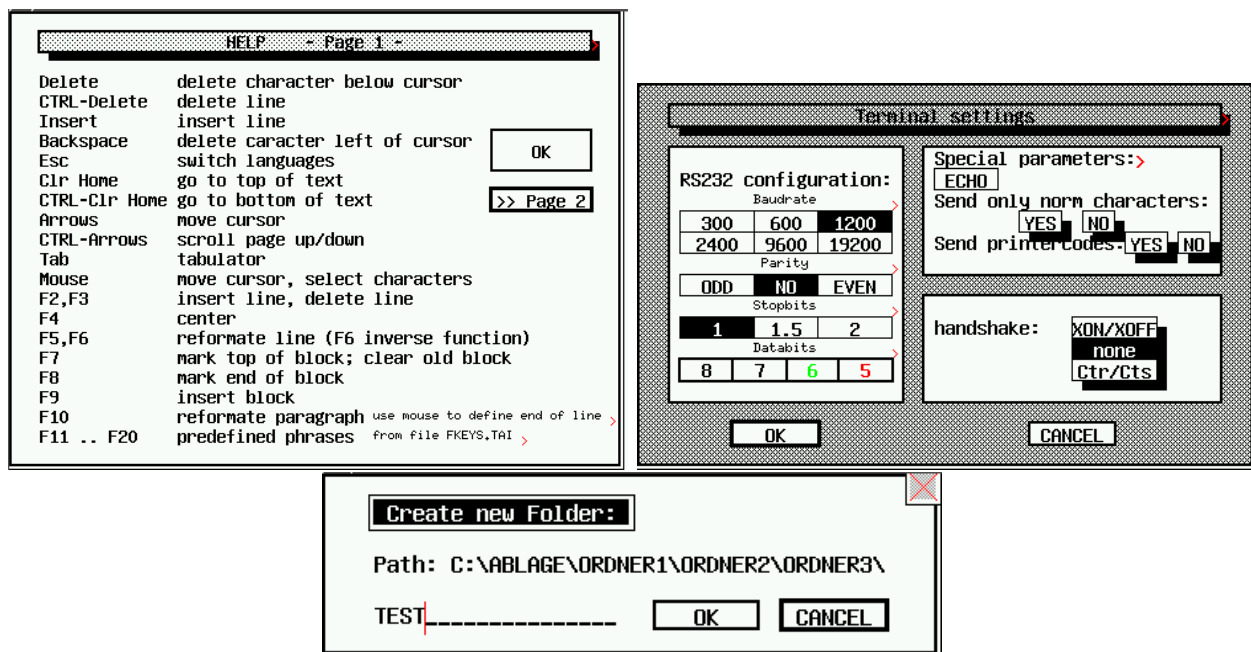 HELP - Page 1 -
Delete delete character below cursor
CTRL-Delete delete line
Insert insert line
Backspace delete caracter left of cursor
Esc switch languages
Clr Home go to top of text
CTRL-Clr Home go to bottom of text
Arrows move cursor
CTRL-Arrows scroll page up/down
Tab tabulator
Mouse move cursor, select characters
F2,F3 insert line, delete line
F4 center
F5,F6 reformate line (F6 inverse function)
F7 mark top of block; clear old block
F8 mark end of block
F9 insert block
F10 reformate paragraph use mouse to define end of line
F11 .. F20 predefined phrases from file FKEYS.TAI
OK
>> Page 2
Terminal settings
RS232 configuration:
Baudrate
300 600 1200
2400 9600 19200
Parity
ODD NO EVEN
Stopbits
1 1.5 2
Databits
8 7 6 5
Special parameters:
ECHO
Send only norm characters:
YES NO
Send printercodes: YES NO
handshake: XON/XOFF
none
Ctr/Cts
OK CANCEL
Create new Folder:
Path: C:\ABLAGE\ORDNER1\ORDNER2\ORDNER3\
TEST_______________ OK CANCEL